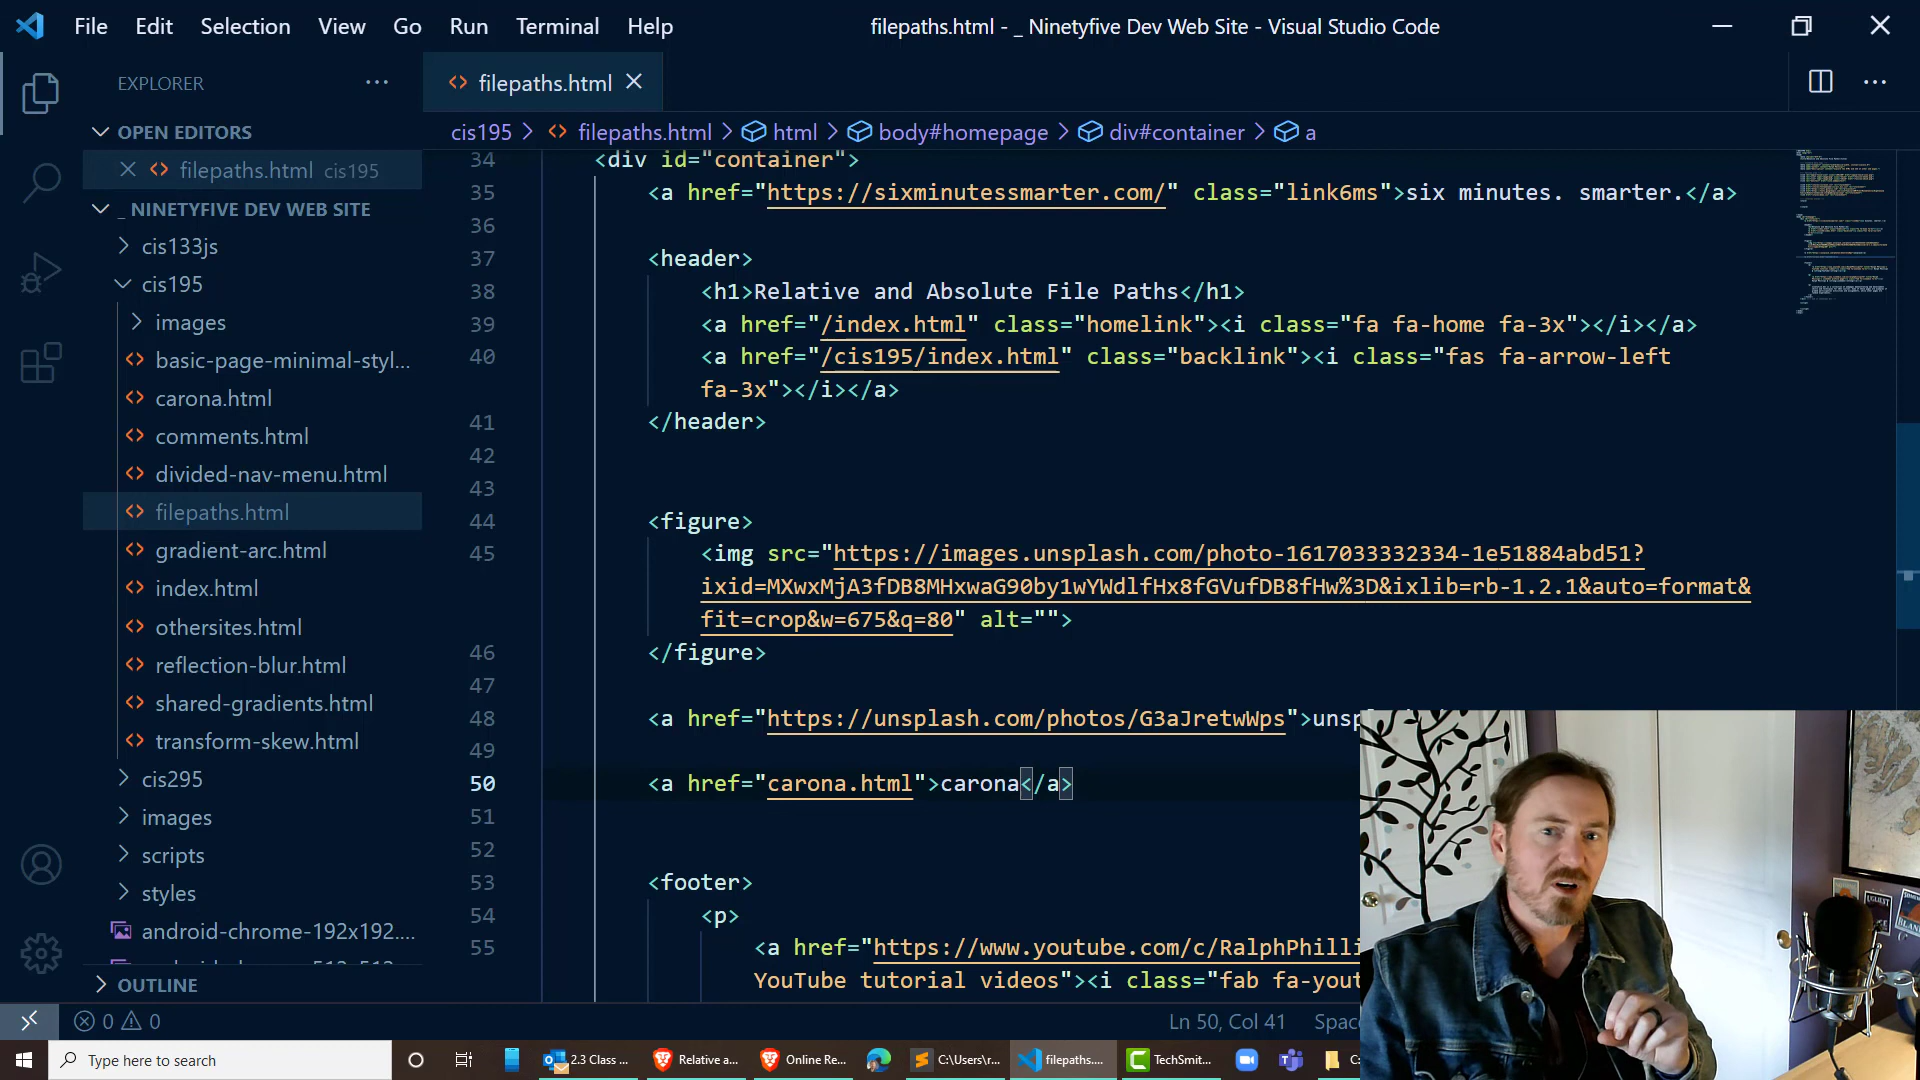 File Edit Selection View Go Run Terminal Help
filepaths.html - _ Ninetyfive Dev Web Site - Visual Studio Code
EXPLORER
filepaths.html
OPEN EDITORS
filepaths.html cis195
_ NINETYFIVE DEV WEB SITE
cis133js
cis195
images
basic-page-minimal-styl...
carona.html
comments.html
divided-nav-menu.html
filepaths.html
gradient-arc.html
index.html
othersites.html
reflection-blur.html
shared-gradients.html
transform-skew.html
cis295
images
scripts
styles
android-chrome-192x192....
OUTLINE
cis195 > filepaths.html > html > body#homepage > div#container > a
34 <div id="container">
35 <a href="https://sixminutessmarter.com/" class="link6ms">six minutes. smarter.</a>
36
37 <header>
38 <h1>Relative and Absolute File Paths</h1>
39 <a href="/index.html" class="homelink"><i class="fa fa-home fa-3x"></i></a>
40 <a href="/cis195/index.html" class="backlink"><i class="fas fa-arrow-left
fa-3x"></i></a>
41 </header>
42
43
44 <figure>
45 <img src="https://images.unsplash.com/photo-1617033332334-1e51884abd51?
ixid=MXwxMjA3fDB8MHxwaG90by1wYWdlfHx8fGVufDB8fHw%3D&ixlib=rb-1.2.1&auto=format&
fit=crop&w=675&q=80" alt="">
46 </figure>
47
48 <a href="https://unsplash.com/photos/G3aJretwWps">unsp
49
50 <a href="carona.html">carona</a>
51
52
53 <footer>
54 <p>
55 <a href="https://www.youtube.com/c/RalphPhilli
YouTube tutorial videos"><i class="fab fa-yout
0 0
Ln 50, Col 41 Space
Type here to search
2.3 Class ...
Relative a...
Online Re...
C:\Users\r...
filepaths....
TechSmit...
C: